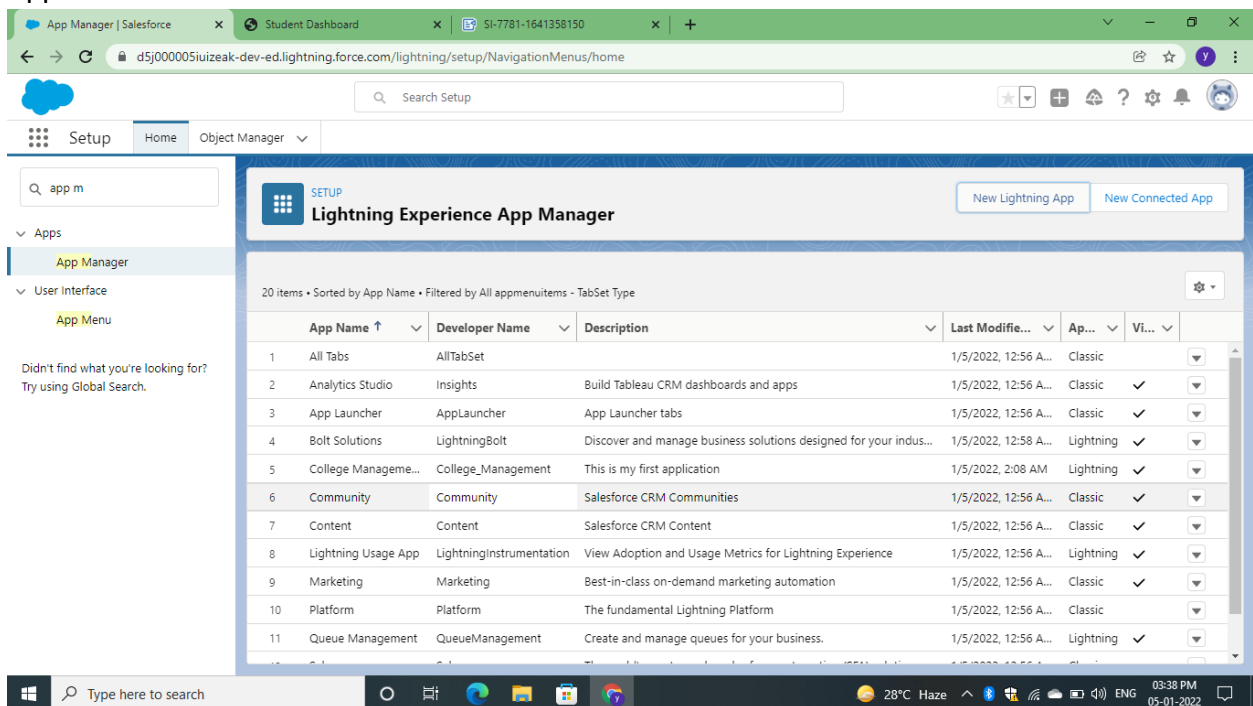 App Manager | Salesforce
Student Dashboard
SI-7781-1641358150
d5j000005iuizeak-dev-ed.lightning.force.com/lightning/setup/NavigationMenus/home
y
Search Setup
Setup
Home
Object Manager
app m
Apps
App Manager
User Interface
App Menu
Didn't find what you're looking for?
Try using Global Search.
SETUP
Lightning Experience App Manager
New Lightning App
New Connected App
20 items • Sorted by App Name • Filtered by All appmenuitems - TabSet Type
App Name ↑ Developer Name Description Last Modifie... Ap... Vi...
1 All Tabs AllTabSet 1/5/2022, 12:56 A... Classic
2 Analytics Studio Insights Build Tableau CRM dashboards and apps 1/5/2022, 12:56 A... Classic
3 App Launcher AppLauncher App Launcher tabs 1/5/2022, 12:56 A... Classic
4 Bolt Solutions LightningBolt Discover and manage business solutions designed for your indus... 1/5/2022, 12:58 A... Lightning
5 College Manageme... College_Management This is my first application 1/5/2022, 2:08 AM Lightning
6 Community Community Salesforce CRM Communities 1/5/2022, 12:56 A... Classic
7 Content Content Salesforce CRM Content 1/5/2022, 12:56 A... Classic
8 Lightning Usage App LightningInstrumentation View Adoption and Usage Metrics for Lightning Experience 1/5/2022, 12:56 A... Lightning
9 Marketing Marketing Best-in-class on-demand marketing automation 1/5/2022, 12:56 A... Classic
10 Platform Platform The fundamental Lightning Platform 1/5/2022, 12:56 A... Classic
11 Queue Management QueueManagement Create and manage queues for your business. 1/5/2022, 12:56 A... Lightning
Type here to search
28°C Haze
ENG
03:38 PM
05-01-2022